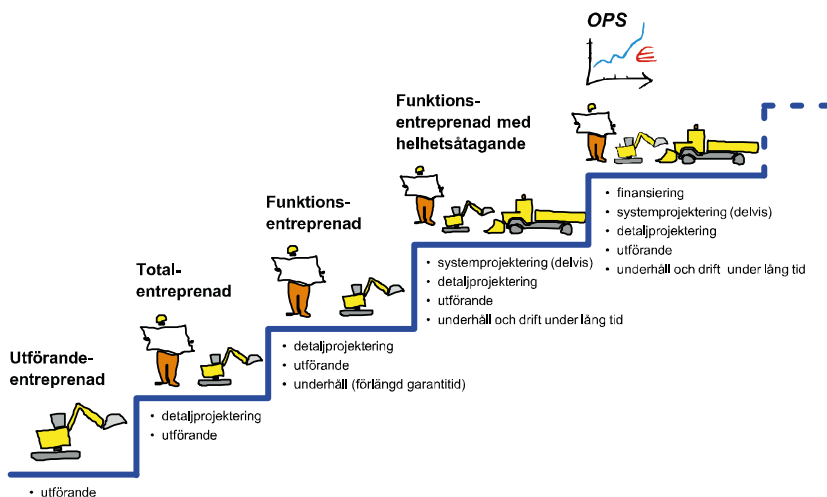 Utförande-
entreprenad
• utförande
Total-
entreprenad
• detaljprojektering
• utförande
Funktions-
entreprenad
• detaljprojektering
• utförande
• underhåll (förlängd garantitid)
Funktions-
entreprenad med
helhetsåtagande
• systemprojektering (delvis)
• detaljprojektering
• utförande
• underhåll och drift under lång tid
OPS
€
• finansiering
• systemprojektering (delvis)
• detaljprojektering
• utförande
• underhåll och drift under lång tid